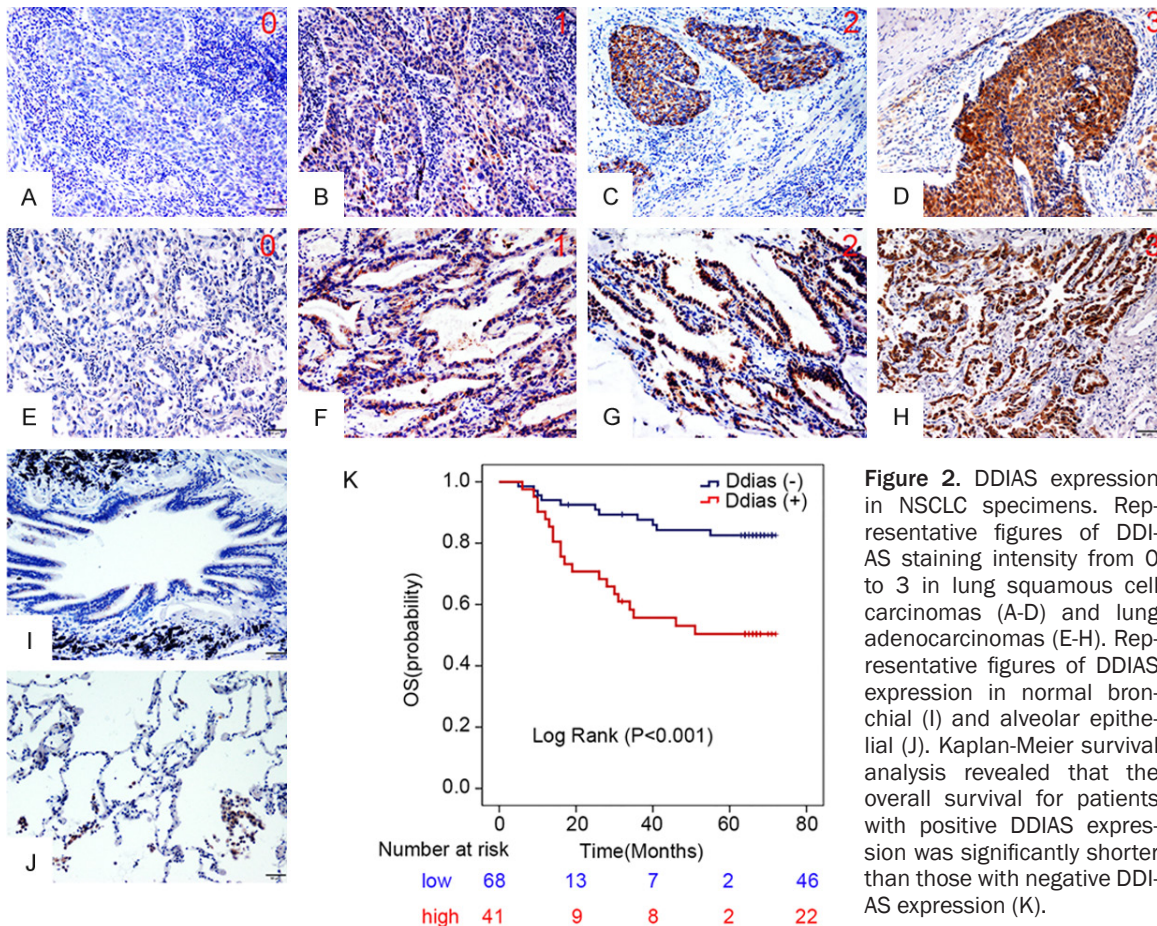 0
1
2
3
A
B
C
D
0
1
2
3
E
F
G
H
I
J
K
1.0
0.8
0.6
0.4
0.2
0.0
OS(probability)
Ddias (-)
Ddias (+)
Log Rank (P<0.001)
0 20 40 60 80
Number at risk Time(Months)
low 68 13 7 2 46
high 41 9 8 2 22
Figure 2. DDIAS expression
in NSCLC specimens. Rep-
resentative figures of DDI-
AS staining intensity from 0
to 3 in lung squamous cell
carcinomas (A-D) and lung
adenocarcinomas (E-H). Rep-
resentative figures of DDIAS
expression in normal bron-
chial (I) and alveolar epithe-
lial (J). Kaplan-Meier survival
analysis revealed that the
overall survival for patients
with positive DDIAS expres-
sion was significantly shorter
than those with negative DDI-
AS expression (K).